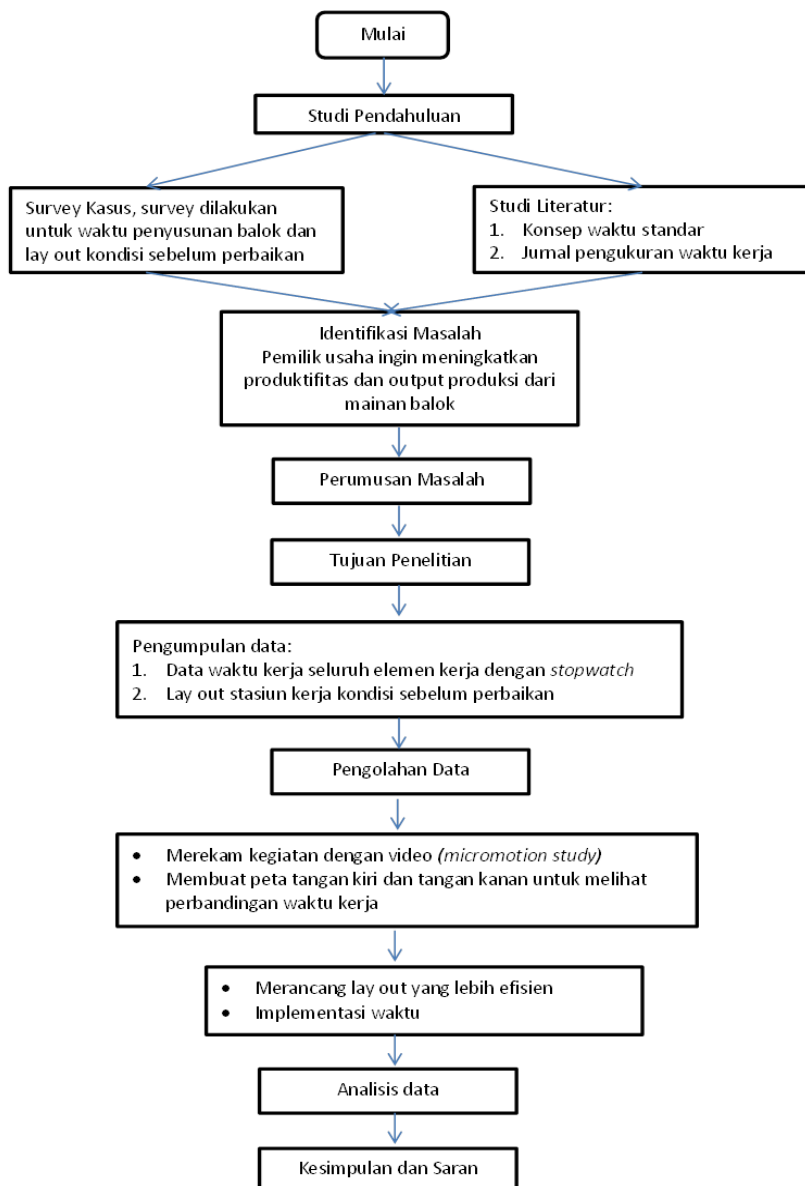 Mulai
Studi Pendahuluan
Survey Kasus, survey dilakukan
untuk waktu penyusunan balok dan
lay out kondisi sebelum perbaikan
Studi Literatur:
1. Konsep waktu standar
2. Jurnal pengukuran waktu kerja
Identifikasi Masalah
Pemilik usaha ingin meningkatkan
produktifitas dan output produksi dari
mainan balok
Perumusan Masalah
Tujuan Penelitian
Pengumpulan data:
1. Data waktu kerja seluruh elemen kerja dengan stopwatch
2. Lay out stasiun kerja kondisi sebelum perbaikan
Pengolahan Data
• Merekam kegiatan dengan video (micromotion study)
• Membuat peta tangan kiri dan tangan kanan untuk melihat
perbandingan waktu kerja
• Merancang lay out yang lebih efisien
• Implementasi waktu
Analisis data
Kesimpulan dan Saran